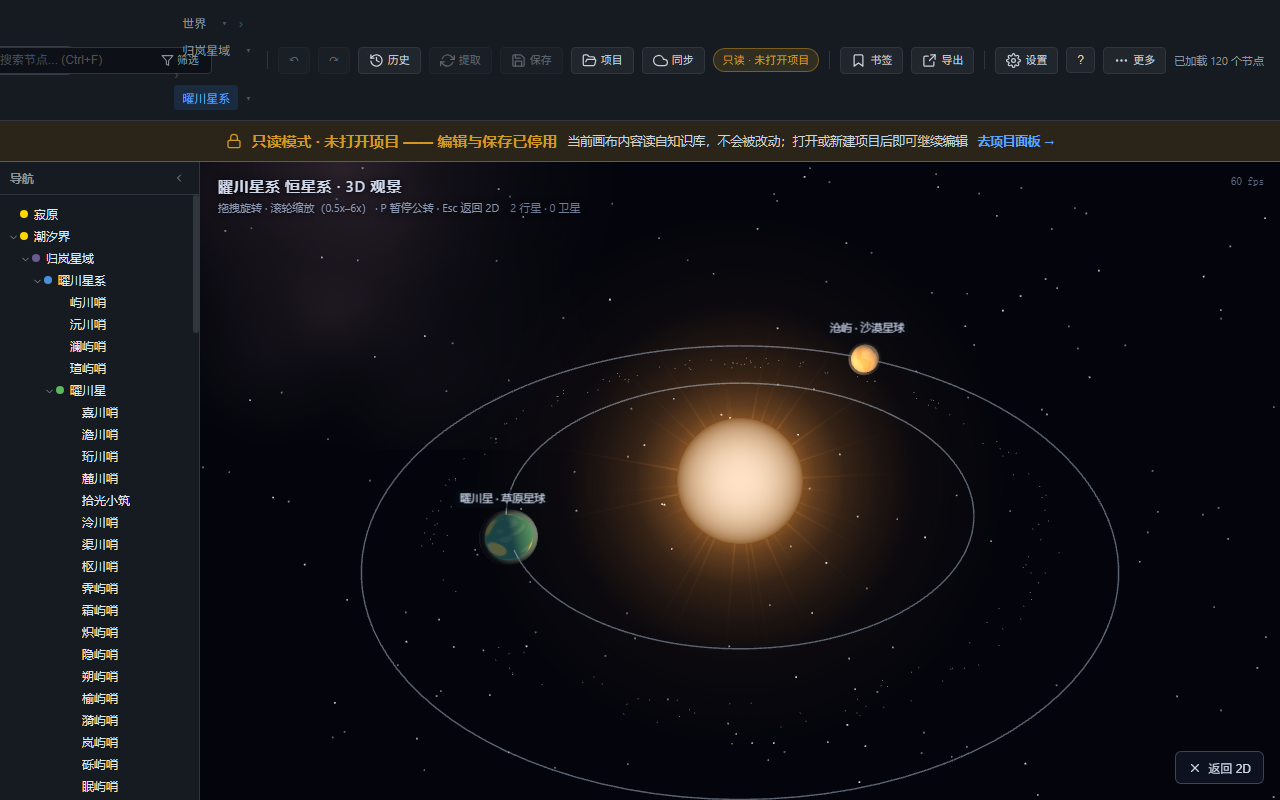 世界
归岚星域
曜川星系
搜索节点... (Ctrl+F)
筛选
历史
提取
保存
项目
同步
只读 · 未打开项目
书签
导出
设置
?
更多
已加载 120 个节点
只读模式 · 未打开项目 —— 编辑与保存已停用
当前画布内容读自知识库，不会被改动；打开或新建项目后即可继续编辑
去项目面板 →
导航
寂原
潮汐界
归岚星域
曜川星系
屿川哨
沅川哨
澜屿哨
瑄屿哨
曜川星
嘉川哨
澹川哨
珩川哨
麓川哨
拾光小筑
泠川哨
渠川哨
枢川哨
霁屿哨
霜屿哨
炽屿哨
隐屿哨
朔屿哨
榆屿哨
漪屿哨
岚屿哨
砾屿哨
眠屿哨
曜川星系 恒星系 · 3D 观景
拖拽旋转 · 滚轮缩放（0.5x–6x） · P 暂停公转 · Esc 返回 2D 2 行星 · 0 卫星
60 fps
沧屿 · 沙漠星球
曜川星 · 草原星球
返回 2D